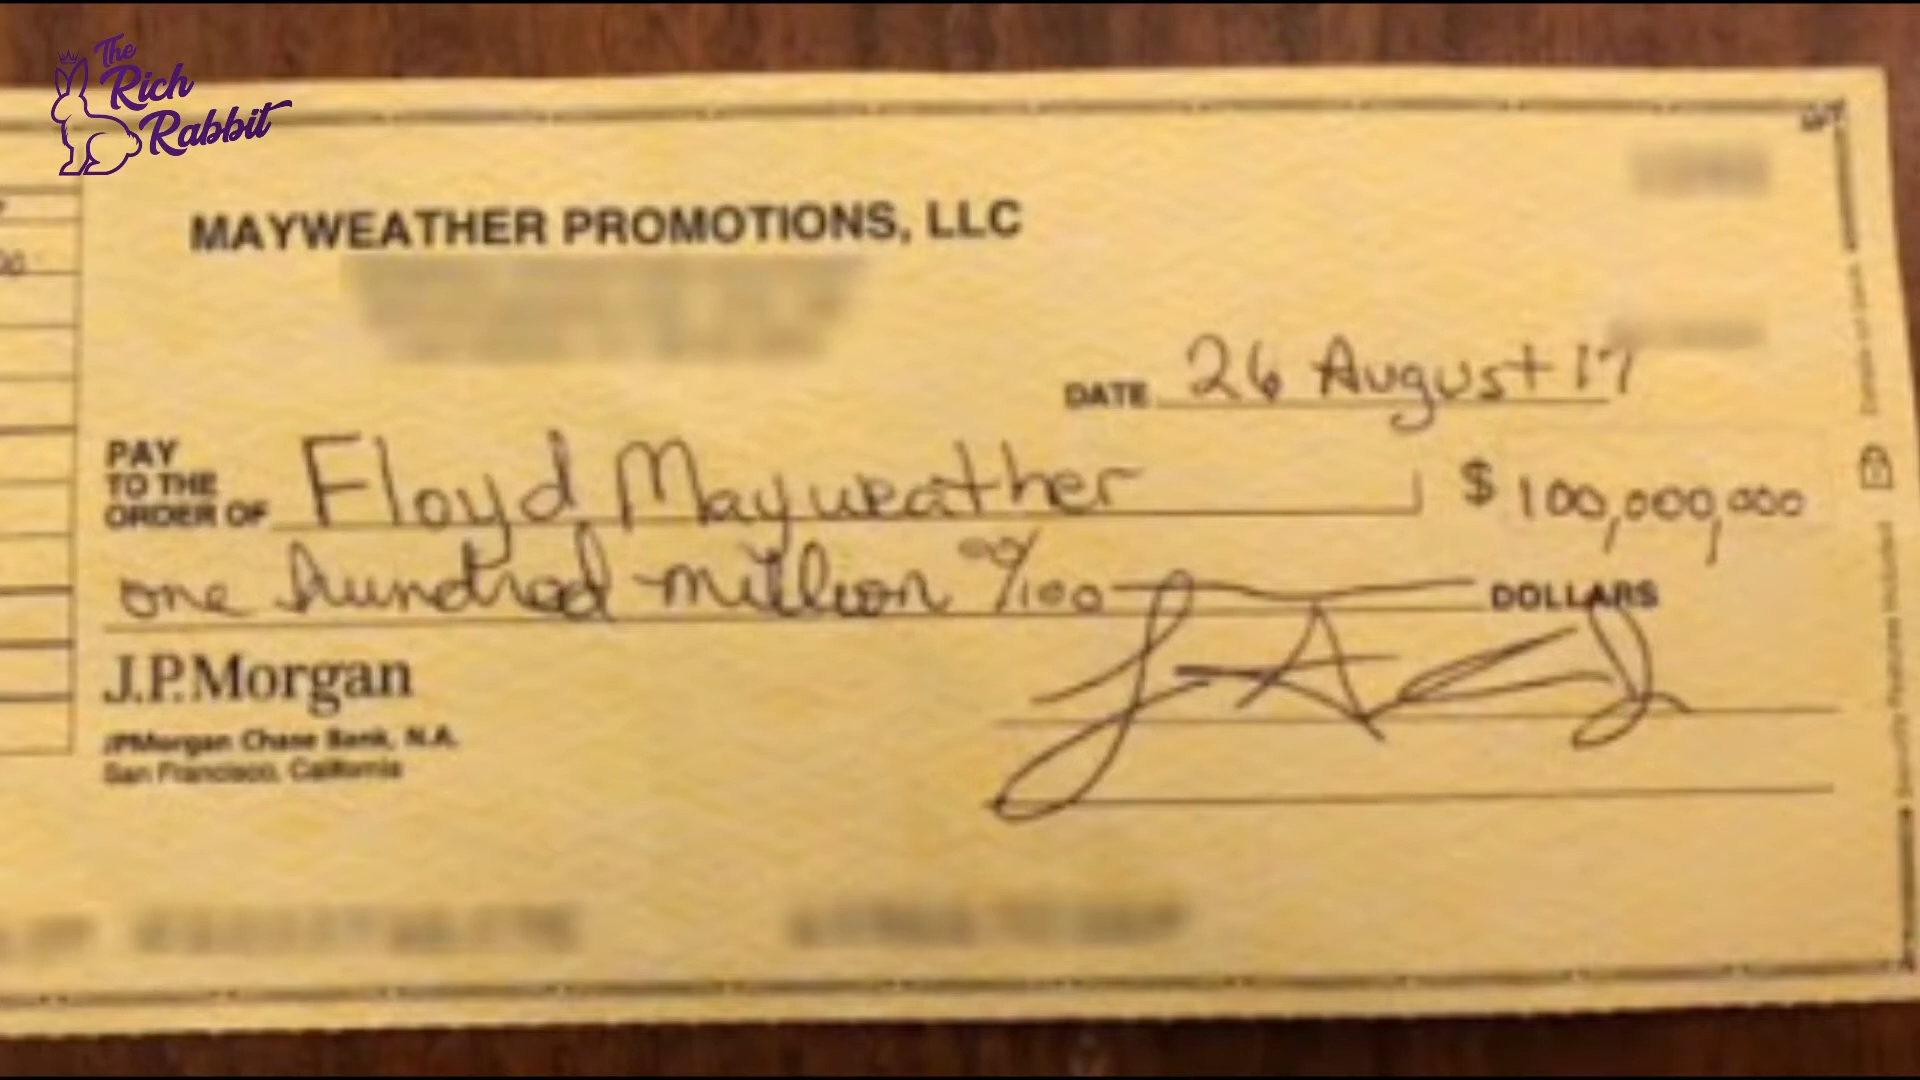 The
Rich
Rabbit
MAYWEATHER PROMOTIONS, LLC
DATE 26 August 17
PAY
TO THE
ORDER OF Floyd Mayweather $ 100,000,000
one hundred million 00/100 DOLLARS
J.P.Morgan
JPMorgan Chase Bank, N.A.
San Francisco, California